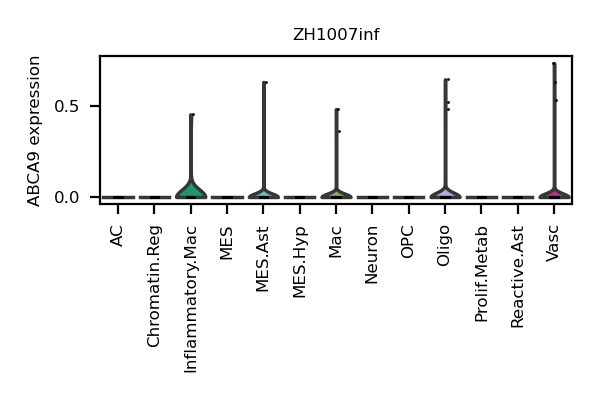 ZH1007inf
ABCA9 expression
0.5
0.0
AC
Chromatin.Reg
Inflammatory.Mac
MES
MES.Ast
MES.Hyp
Mac
Neuron
OPC
Oligo
Prolif.Metab
Reactive.Ast
Vasc